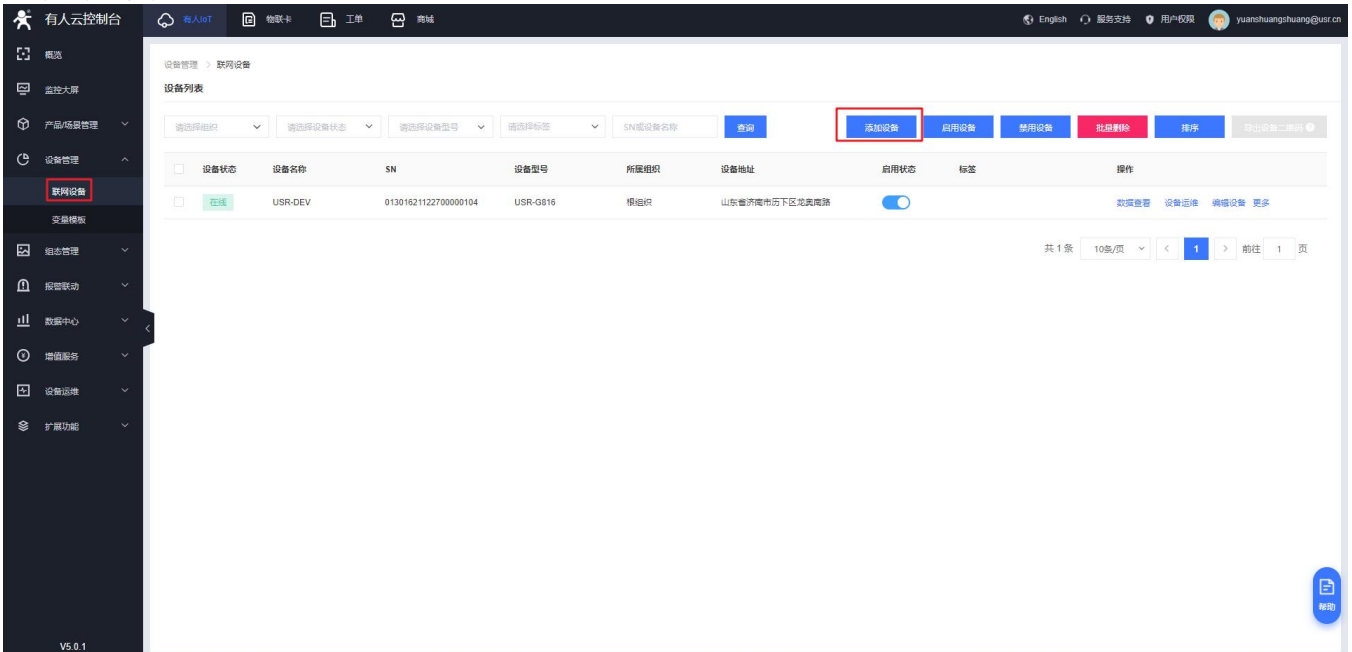 有人云控制台
有人IoT 物联卡 工单 商城
English 服务支持 用户权限 yuanshuangshuang@usr.cn
概览
监控大屏
产品/场景管理
设备管理
联网设备
变量模板
组态管理
报警联动
数据中心
增值服务
设备运维
扩展功能
V5.0.1
设备管理 > 联网设备
设备列表
请选择组织 请选择设备状态 请选择设备型号 请选择标签 SN或设备名称 查询 添加设备 启用设备 禁用设备 批量删除 排序 导出设备二维码
设备状态 设备名称 SN 设备型号 所属组织 设备地址 启用状态 标签 操作
在线 USR-DEV 01301621122700000104 USR-G816 根组织 山东省济南市历下区龙奥南路 数据查看 设备运维 编辑设备 更多
共 1 条 10条/页 < 1 > 前往 1 页
帮助